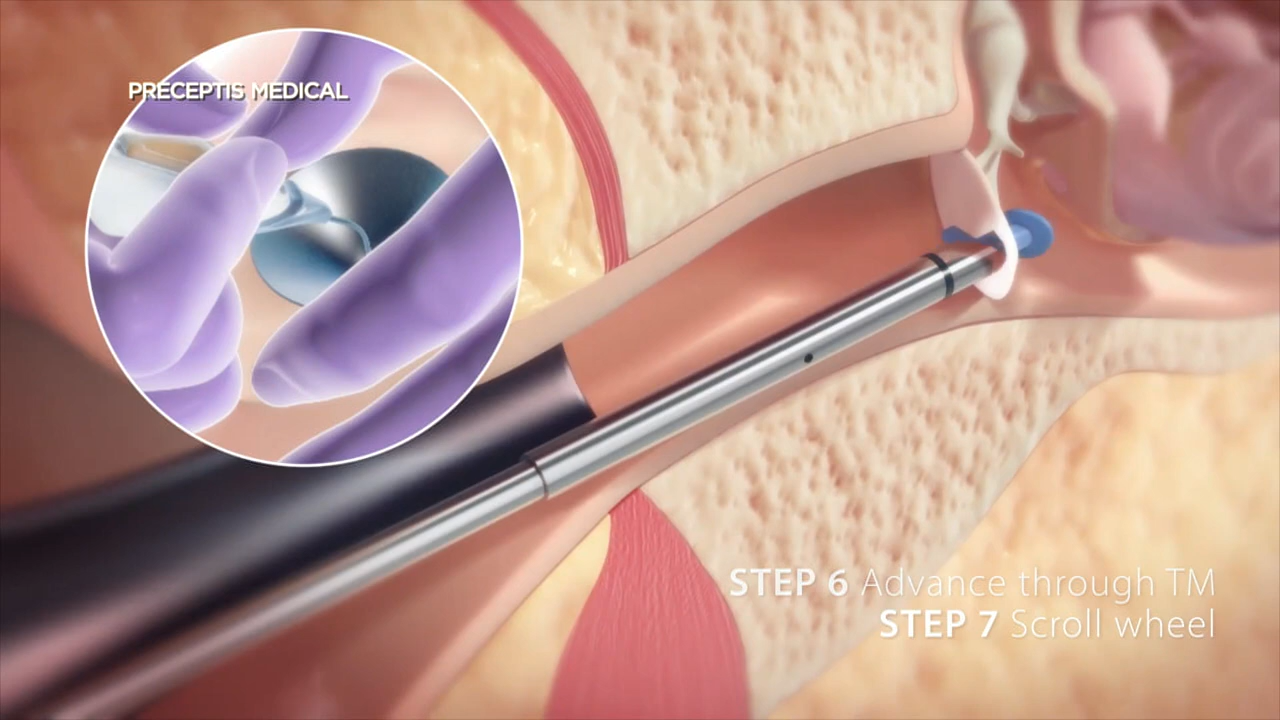 PRECEPTIS MEDICAL
STEP 6 Advance through TM
STEP 7 Scroll wheel